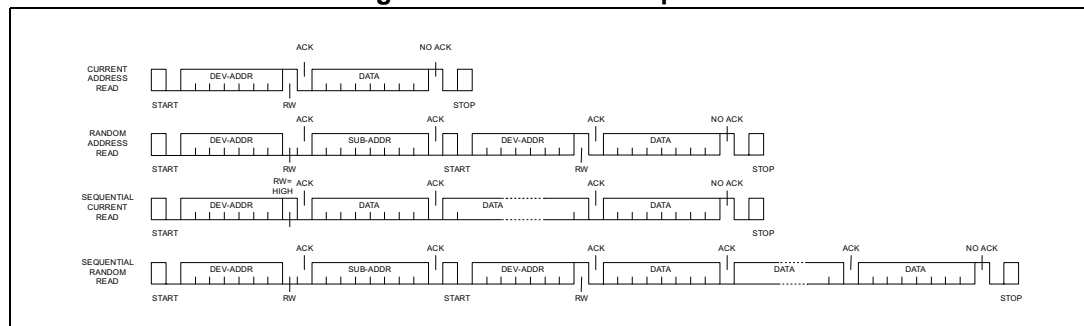 ACK NO ACK
CURRENT
ADDRESS
READ
DEV-ADDR DATA
START RW STOP
ACK ACK ACK NO ACK
RANDOM
ADDRESS
READ
DEV-ADDR SUB-ADDR DEV-ADDR DATA
START RW START RW STOP
RW=
HIGH
ACK ACK ACK NO ACK
SEQUENTIAL
CURRENT
READ
DEV-ADDR DATA DATA DATA
START STOP
ACK ACK ACK ACK ACK NO ACK
SEQUENTIAL
RANDOM
READ
DEV-ADDR SUB-ADDR DEV-ADDR DATA DATA DATA
START RW START RW STOP